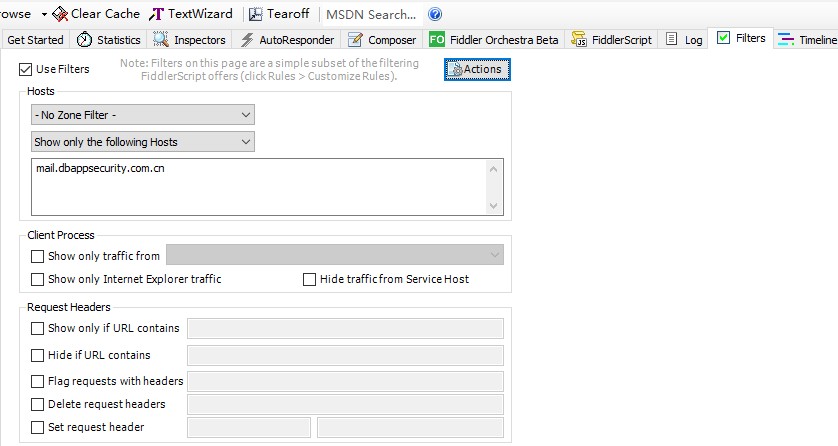 rowse Clear Cache TextWizard Tearoff MSDN Search...
Get Started Statistics Inspectors AutoResponder Composer FO Fiddler Orchestra Beta JS FiddlerScript Log Filters Timeline
Use Filters
Note: Filters on this page are a simple subset of the filtering
FiddlerScript offers (click Rules > Customize Rules).
Actions
Hosts
- No Zone Filter -
Show only the following Hosts
mail.dbappsecurity.com.cn
Client Process
Show only traffic from
Show only Internet Explorer traffic Hide traffic from Service Host
Request Headers
Show only if URL contains
Hide if URL contains
Flag requests with headers
Delete request headers
Set request header